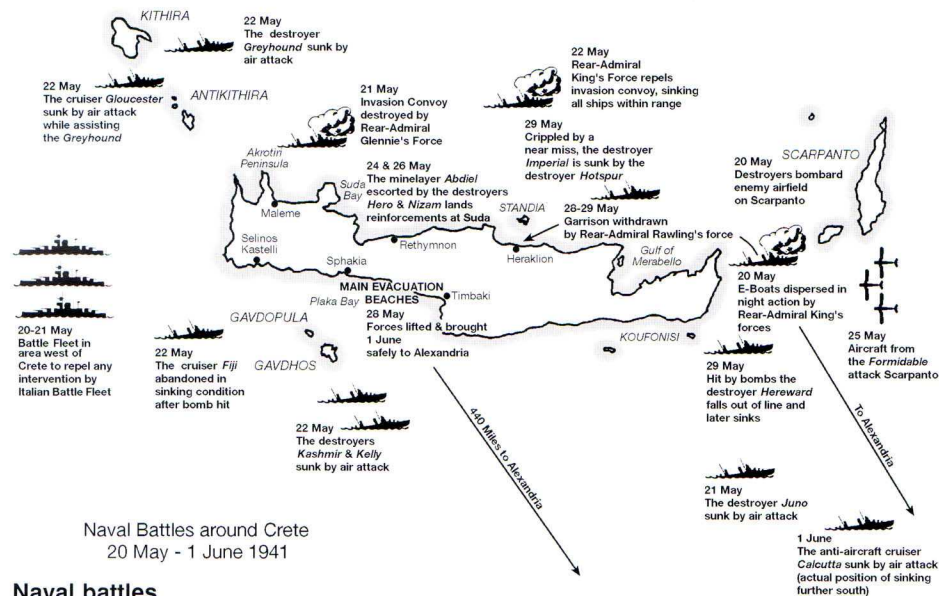 KITHIRA
22 May
The destroyer
Greyhound sunk by
air attack
22 May
The cruiser Gloucester
sunk by air attack
while assisting
the Greyhound
ANTIKITHIRA
21 May
Invasion Convoy
destroyed by
Rear-Admiral
Glennie's Force
22 May
Rear-Admiral
King's Force repels
invasion convoy, sinking
all ships within range
29 May
Crippled by a
near miss, the destroyer
Imperial is sunk by the
destroyer Hotspur
20 May
Destroyers bombard
enemy airfield
on Scarpanto
SCARPANTO
Akrotiri
Peninsula
Suda
Bay
24 & 26 May
The minelayer Abdiel
escorted by the destroyers
Hero & Nizam lands
reinforcements at Suda
STANDIA
28-29 May
Garrison withdrawn
by Rear-Admiral Rawling's force
Maleme
Rethymnon
Heraklion
Gulf of
Merabello
Selinos
Kastelli
Sphakia
Plaka Bay
MAIN EVACUATION
BEACHES
28 May
Forces lifted & brought
1 June
safely to Alexandria
Timbaki
20 May
E-Boats dispersed in
night action by
Rear-Admiral King's
forces
25 May
Aircraft from
the Formidable
attack Scarpanto
20-21 May
Battle Fleet in
area west of
Crete to repel any
intervention by
Italian Battle Fleet
22 May
The cruiser Fiji
abandoned in
sinking condition
after bomb hit
GAVDOPULA
GAVDHOS
KOUFONISI
29 May
Hit by bombs the
destroyer Hereward
falls out of line and
later sinks
22 May
The destroyers
Kashmir & Kelly
sunk by air attack
440 Miles to Alexandria
To Alexandria
21 May
The destroyer Juno
sunk by air attack
1 June
The anti-aircraft cruiser
Calcutta sunk by air attack
(actual position of sinking
further south)
Naval Battles around Crete
20 May - 1 June 1941
Naval battles